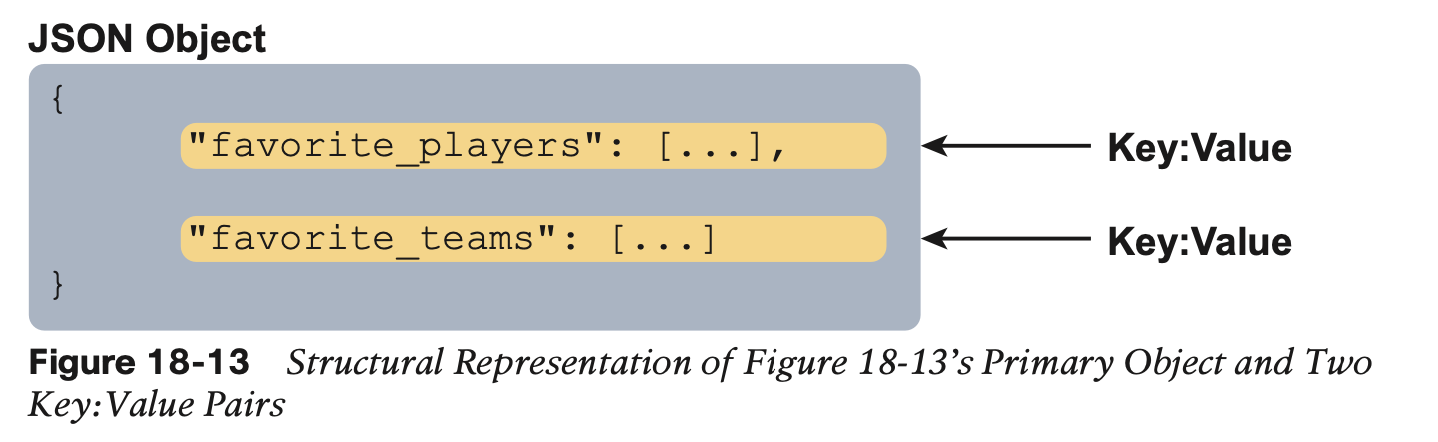 JSON Object
{
"favorite_players": [...],
Key:Value
"favorite_teams": [...]
Key:Value
}
Figure 18-13 Structural Representation of Figure 18-13’s Primary Object and Two
Key:Value Pairs